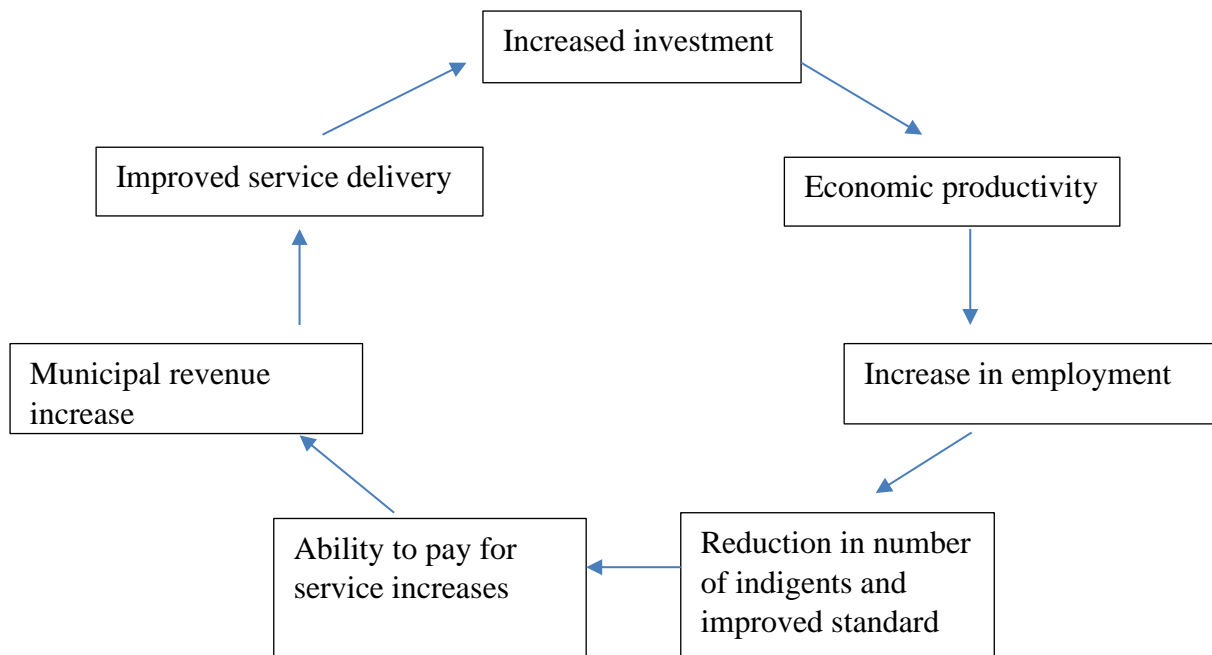 Increased investment
Improved service delivery
Economic productivity
Municipal revenue
increase
Increase in employment
Ability to pay for
service increases
Reduction in number
of indigents and
improved standard